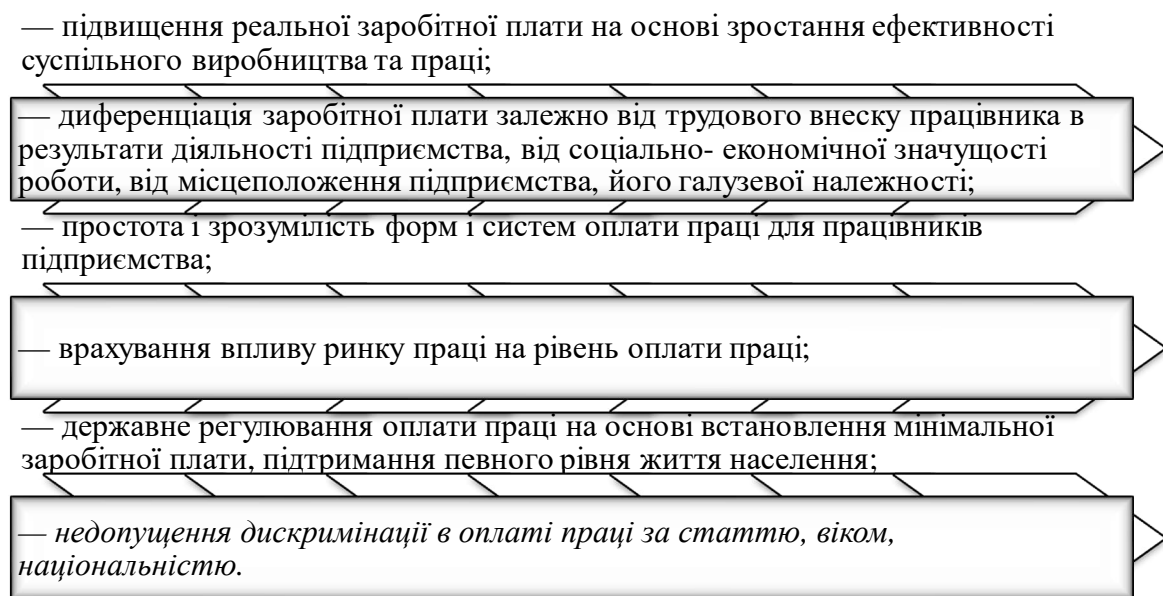 — підвищення реальної заробітної плати на основі зростання ефективності
суспільного виробництва та праці;
— диференціація заробітної плати залежно від трудового внеску працівника в
результати діяльності підприємства, від соціально- економічної значущості
роботи, від місцеположення підприємства, його галузевої належності;
— простота і зрозумілість форм і систем оплати праці для працівників
підприємства;
— врахування впливу ринку праці на рівень оплати праці;
— державне регулювання оплати праці на основі встановлення мінімальної
заробітної плати, підтримання певного рівня життя населення;
— недопущення дискримінації в оплаті праці за статтю, віком,
національністю.